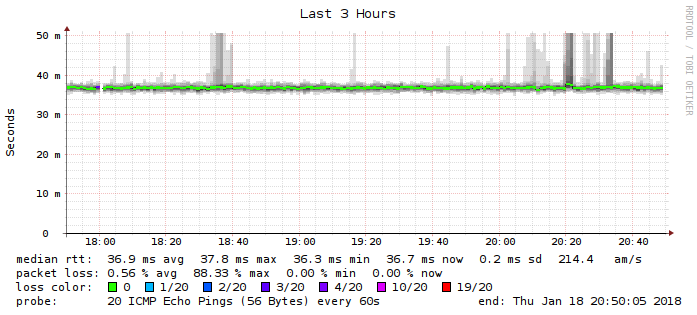 Last 3 Hours
RRDTOOL / TOBI OETIKER
Seconds
50 m
40 m
30 m
20 m
10 m
0
18:00 18:20 18:40 19:00 19:20 19:40 20:00 20:20 20:40
median rtt: 36.9 ms avg 37.8 ms max 36.3 ms min 36.7 ms now 0.2 ms sd 214.4 am/s
packet loss: 0.56 % avg 88.33 % max 0.00 % min 0.00 % now
loss color: 0 1/20 2/20 3/20 4/20 10/20 19/20
probe: 20 ICMP Echo Pings (56 Bytes) every 60s end: Thu Jan 18 20:50:05 2018